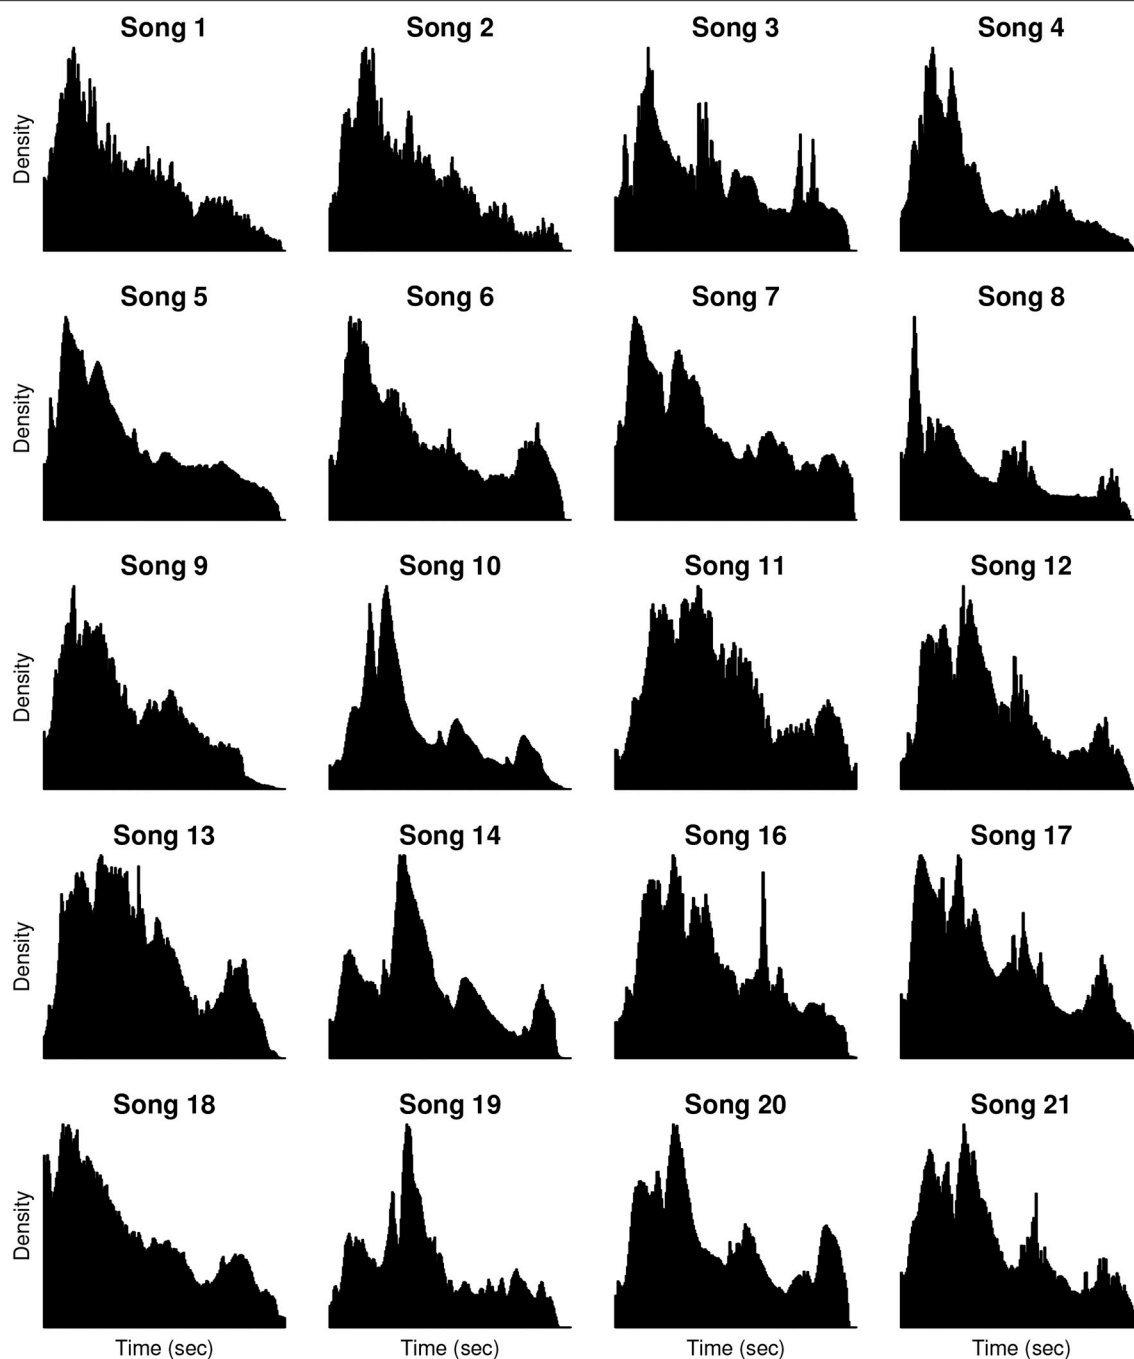 Song 1
Song 2
Song 3
Song 4
Density
Song 5
Song 6
Song 7
Song 8
Density
Song 9
Song 10
Song 11
Song 12
Density
Song 13
Song 14
Song 16
Song 17
Density
Song 18
Song 19
Song 20
Song 21
Density
Time (sec)
Time (sec)
Time (sec)
Time (sec)